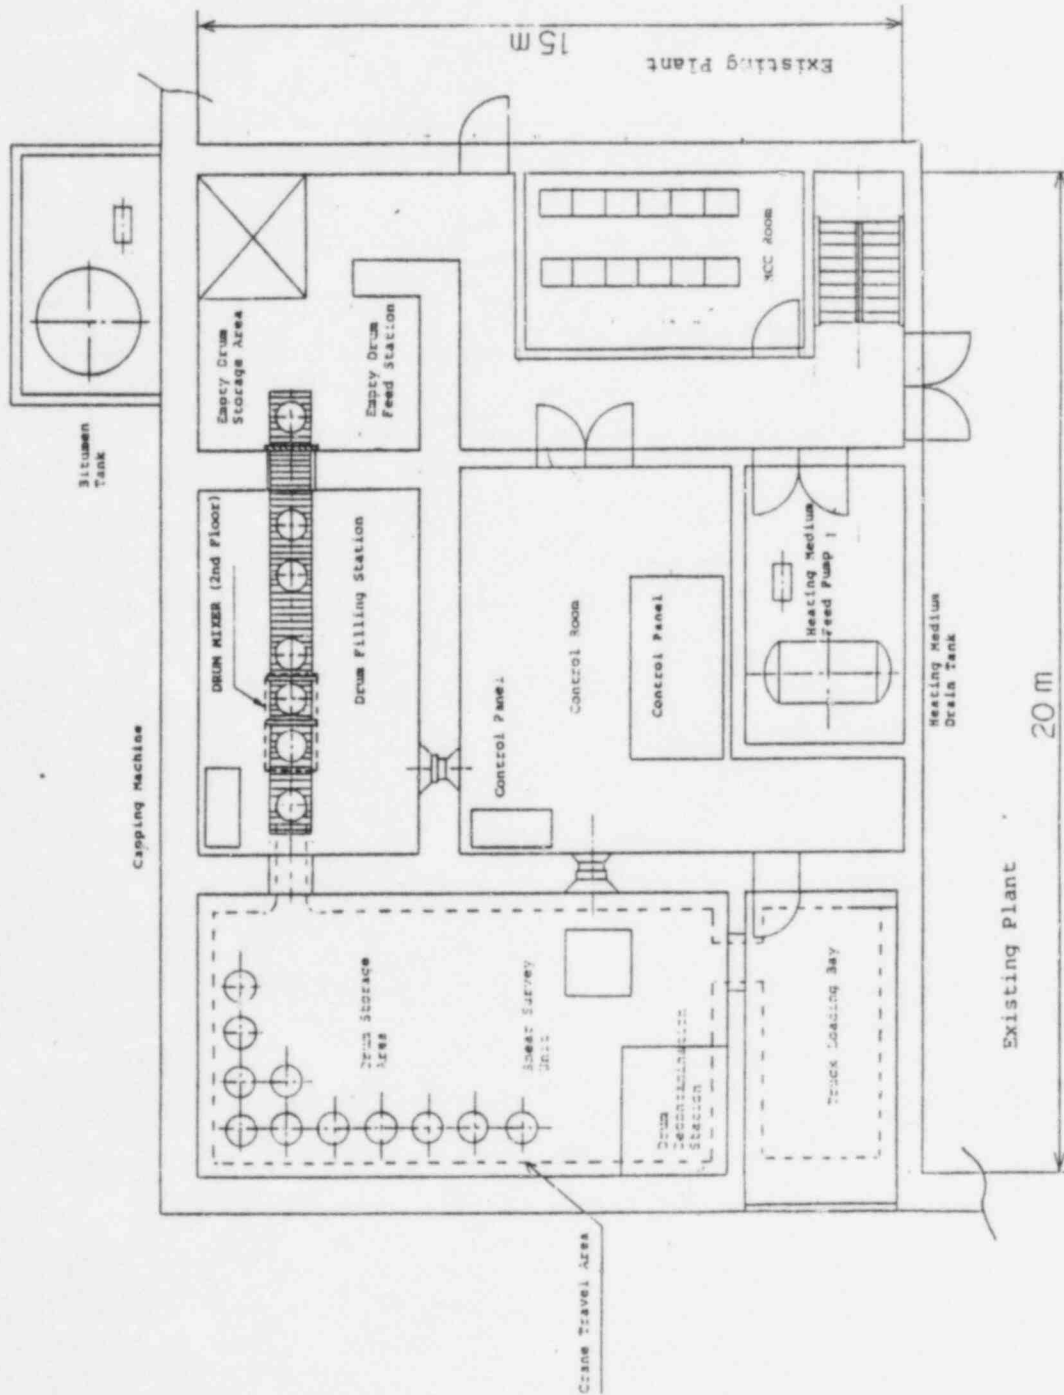 15 m
Existing Plant
Bitumen
Tank
Empty Drum
Storage Area
Empty Drum
Feed Station
MCC Room
Capping Machine
DRUM MIXER (2nd Floor)
Drum Filling Station
Control Panel
Control Room
Control Panel
Heating Medium
Feed Pump
Heating Medium
Drain Tank
20 m
Drum Storage
Area
Smear Survey
Unit
Drum
Decontamination
Station
Truck Loading Bay
Existing Plant
Crane Travel Area